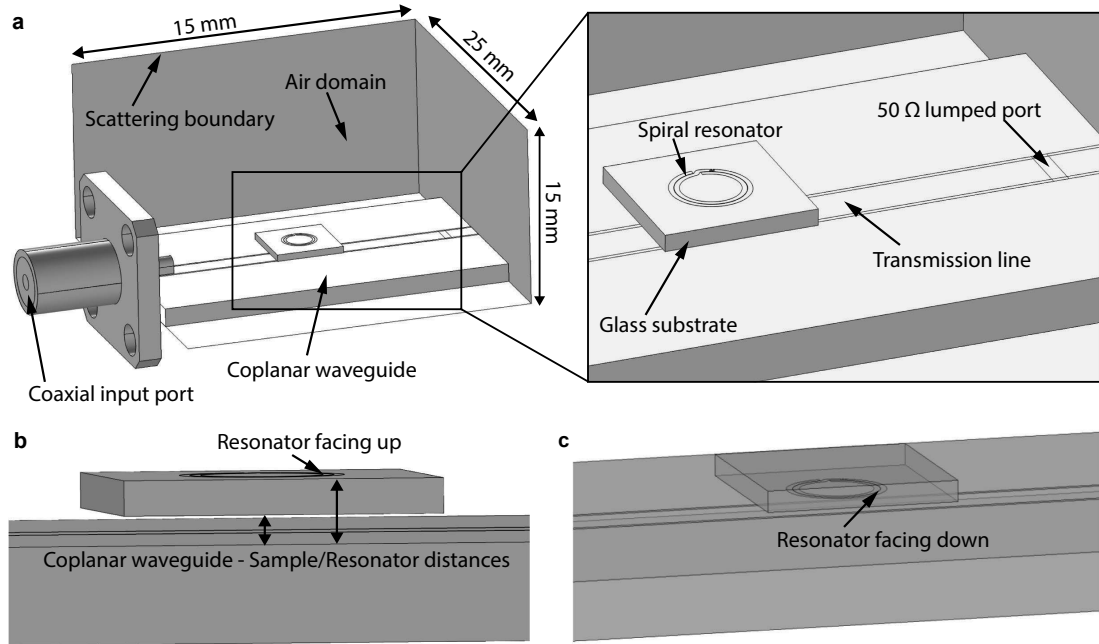 a
15 mm
25 mm
Air domain
Scattering boundary
15 mm
Coplanar waveguide
Coaxial input port
Spiral resonator
50 Ω lumped port
Transmission line
Glass substrate
b
Resonator facing up
Coplanar waveguide - Sample/Resonator distances
c
Resonator facing down